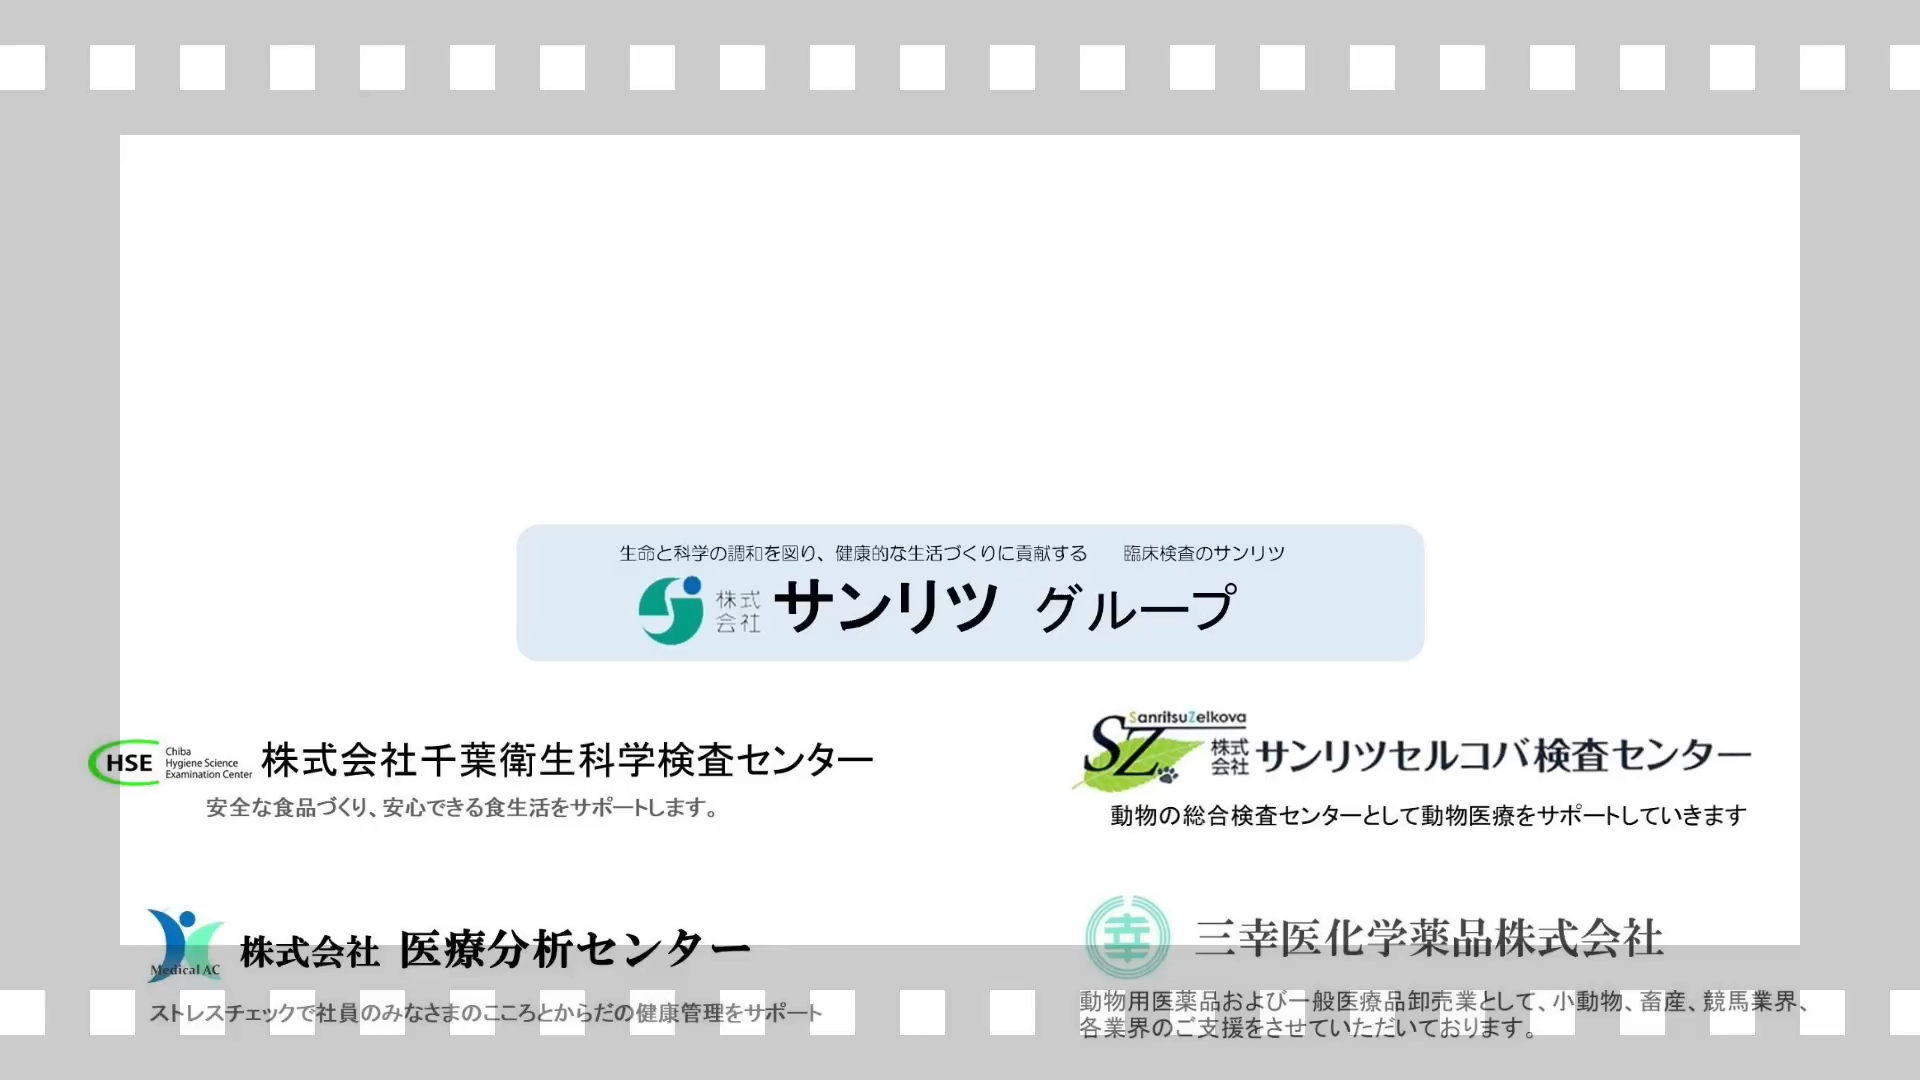 生命と科学の調和を図り、健康的な生活づくりに貢献する 臨床検査のサンリツ
株式会社 サンリツ グループ
HSE Chiba Hygiene Science Examination Center 株式会社千葉衛生科学検査センター
安全な食品づくり、安心できる食生活をサポートします。
SanritsuZelkova
SZ 株式会社 サンリツセルコバ検査センター
動物の総合検査センターとして動物医療をサポートしていきます
Medical AC 株式会社 医療分析センター
ストレスチェックで社員のみなさまのこころとからだの健康管理をサポート
幸 三幸医化学薬品株式会社
動物用医薬品および一般医療品卸売業として、小動物、畜産、競馬業界、
各業界のご支援をさせていただいております。